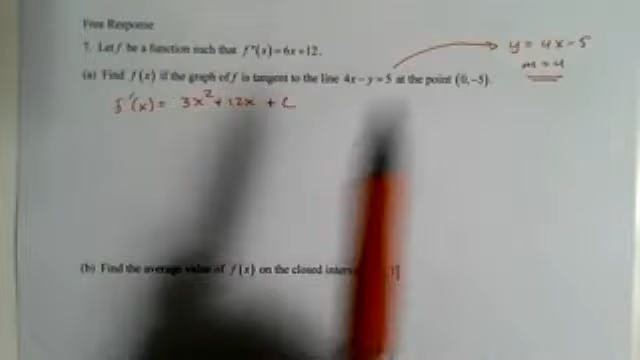 Free Response
7. Let f be a function such that f''(x) = 6x + 12.
y = 4x - 5
m = 4
(a) Find f(x) if the graph of f is tangent to the line 4x - y = 5 at the point (0, -5).
f'(x) = 3x² + 12x + C
(b) Find the average value of f(x) on the closed